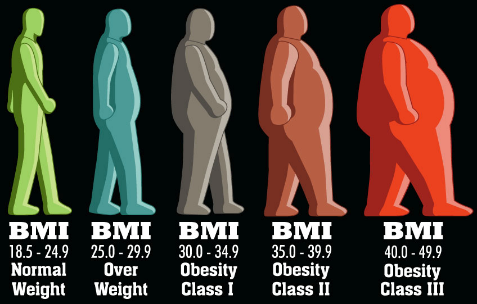 BMI
18.5 - 24.9
Normal
Weight
BMI
25.0 - 29.9
Over
Weight
BMI
30.0 - 34.9
Obesity
Class I
BMI
35.0 - 39.9
Obesity
Class II
BMI
40.0 - 49.9
Obesity
Class III